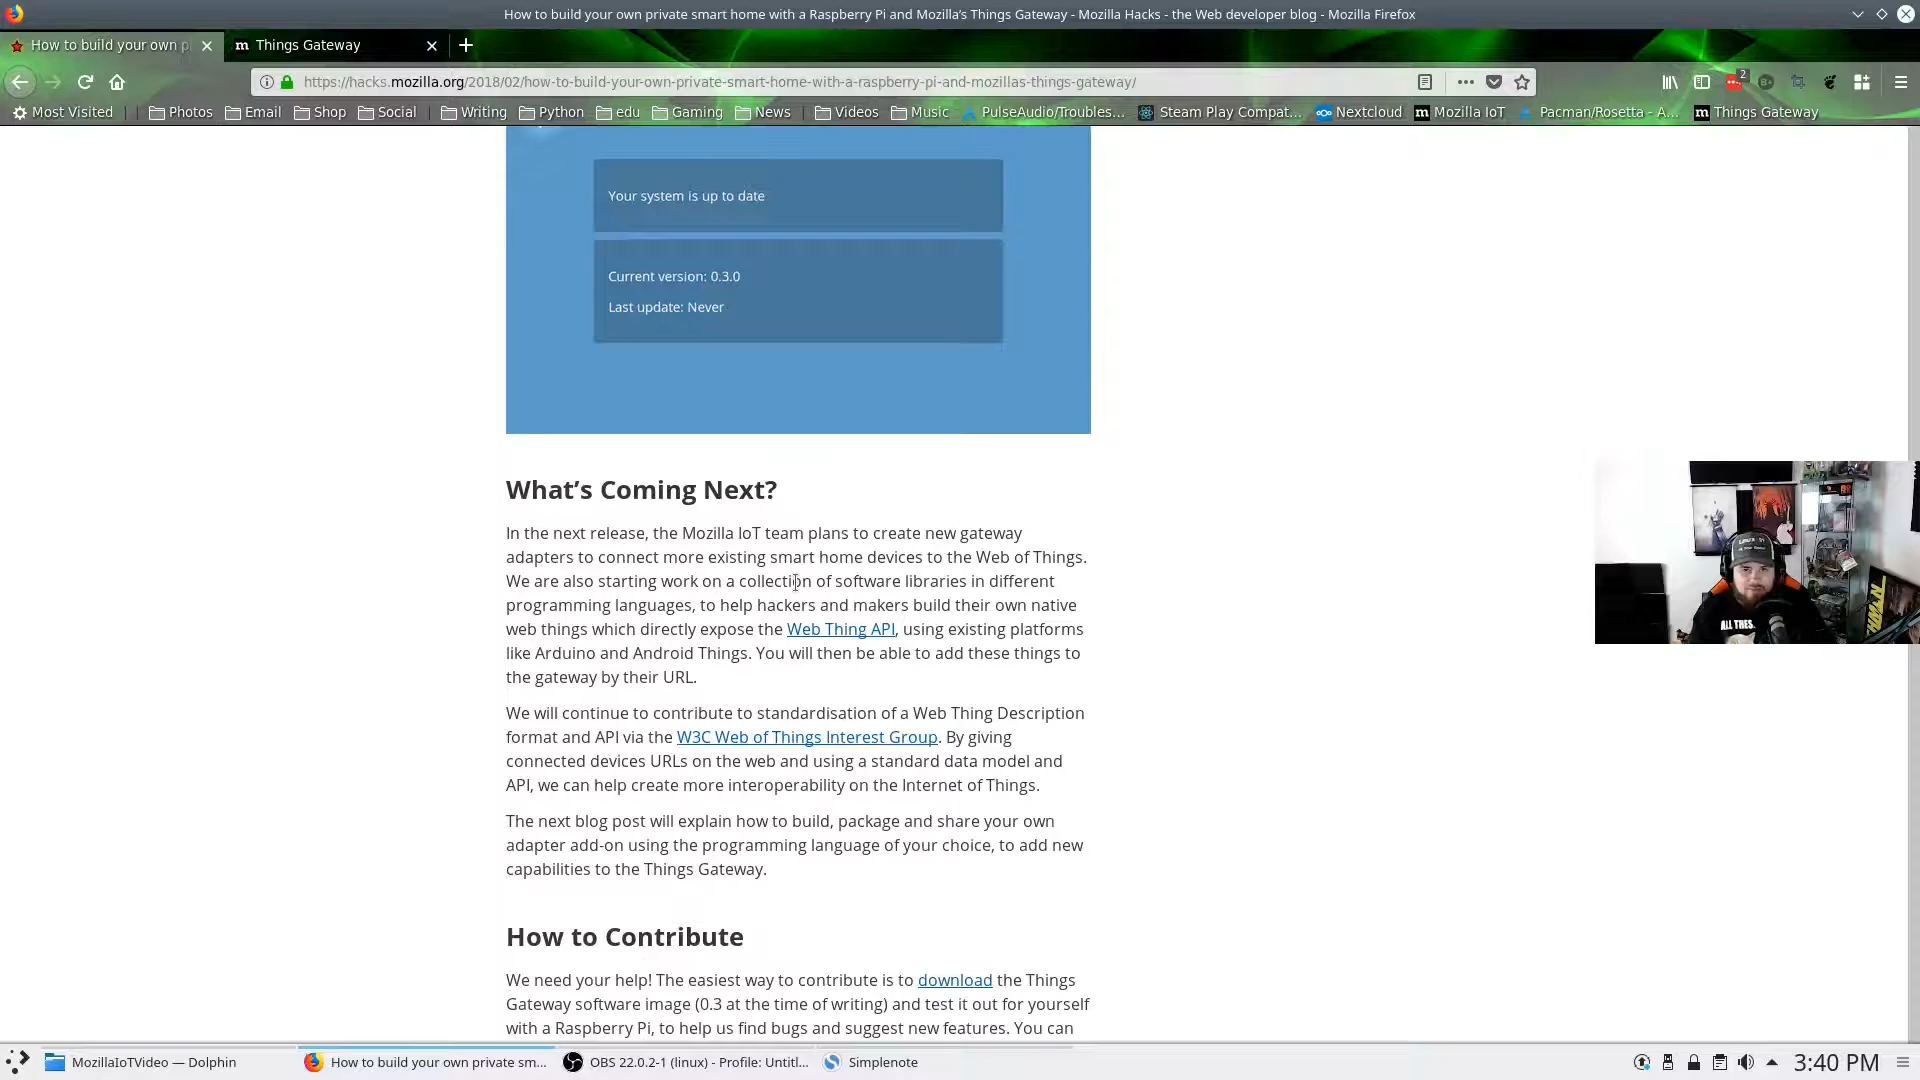 How to build your own private smart home with a Raspberry Pi and Mozilla's Things Gateway - Mozilla Hacks - the Web developer blog - Mozilla Firefox
How to build your own p
m Things Gateway
https://hacks.mozilla.org/2018/02/how-to-build-your-own-private-smart-home-with-a-raspberry-pi-and-mozillas-things-gateway/
2
Most Visited
Photos
Email
Shop
Social
Writing
Python
edu
Gaming
News
Videos
Music
PulseAudio/Troubles...
Steam Play Compat...
Nextcloud
m Mozilla IoT
Pacman/Rosetta - A...
m Things Gateway
Your system is up to date
Current version: 0.3.0
Last update: Never
What's Coming Next?
In the next release, the Mozilla IoT team plans to create new gateway
adapters to connect more existing smart home devices to the Web of Things.
We are also starting work on a collection of software libraries in different
programming languages, to help hackers and makers build their own native
web things which directly expose the Web Thing API, using existing platforms
like Arduino and Android Things. You will then be able to add these things to
the gateway by their URL.
We will continue to contribute to standardisation of a Web Thing Description
format and API via the W3C Web of Things Interest Group. By giving
connected devices URLs on the web and using a standard data model and
API, we can help create more interoperability on the Internet of Things.
The next blog post will explain how to build, package and share your own
adapter add-on using the programming language of your choice, to add new
capabilities to the Things Gateway.
How to Contribute
We need your help! The easiest way to contribute is to download the Things
Gateway software image (0.3 at the time of writing) and test it out for yourself
with a Raspberry Pi, to help us find bugs and suggest new features. You can
ALL THES
MozillaIoTVideo — Dolphin
How to build your own private sm...
OBS 22.0.2-1 (linux) - Profile: Untitl...
Simplenote
3:40 PM